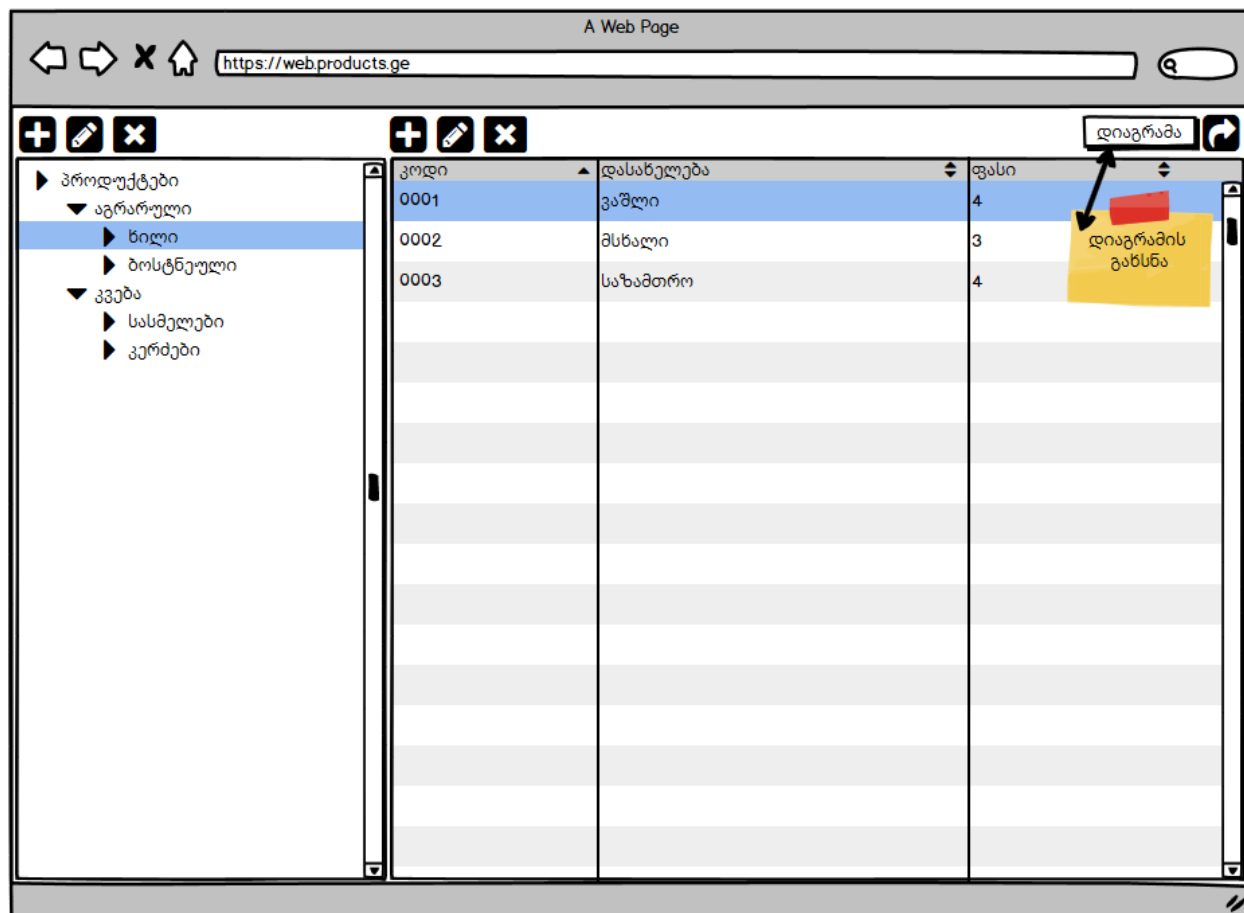 A Web Page
https://web.products.ge
დიაგრამა
პროდუქტები
აგრარული
ხილი
ბოსტნეული
კვება
სასმელები
კერძები
კოდი დასახელება ფასი
0001 ვაშლი 4
0002 მსხალი 3
0003 საზამთრო 4
დიაგრამის
გახსნა